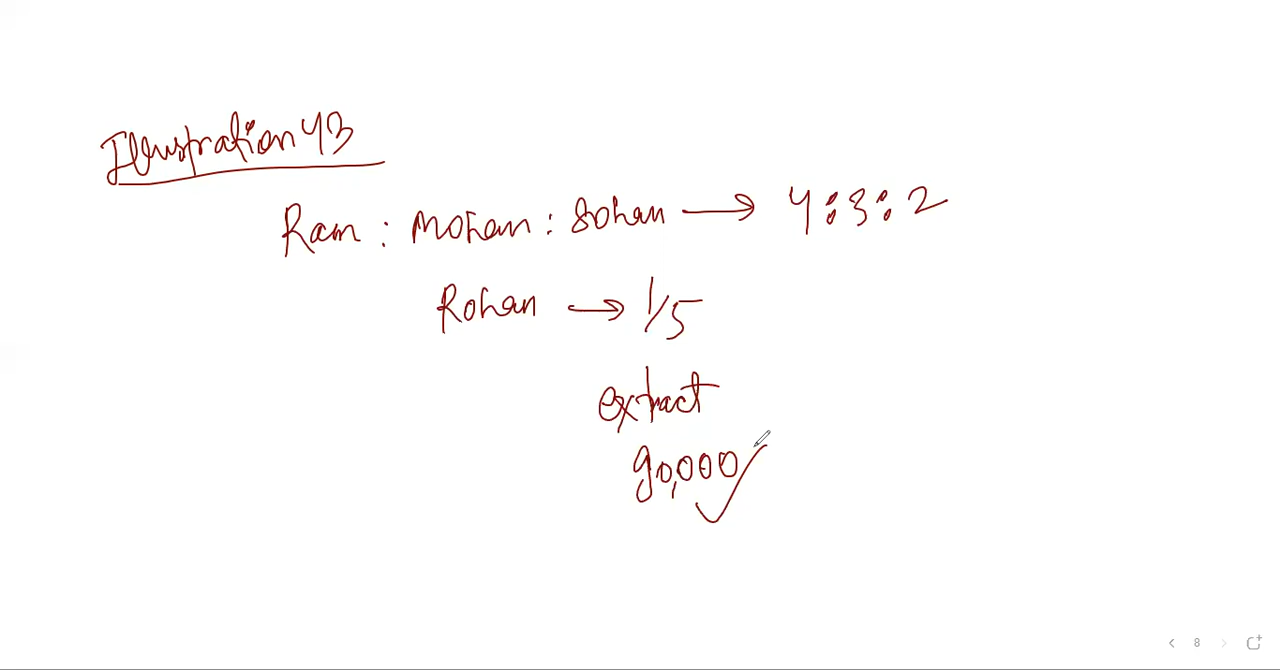 Illustration 43
Ram : Mohan : Sohan → 4:3:2
Rohan → 1/5
extract
90,000 ✓
8